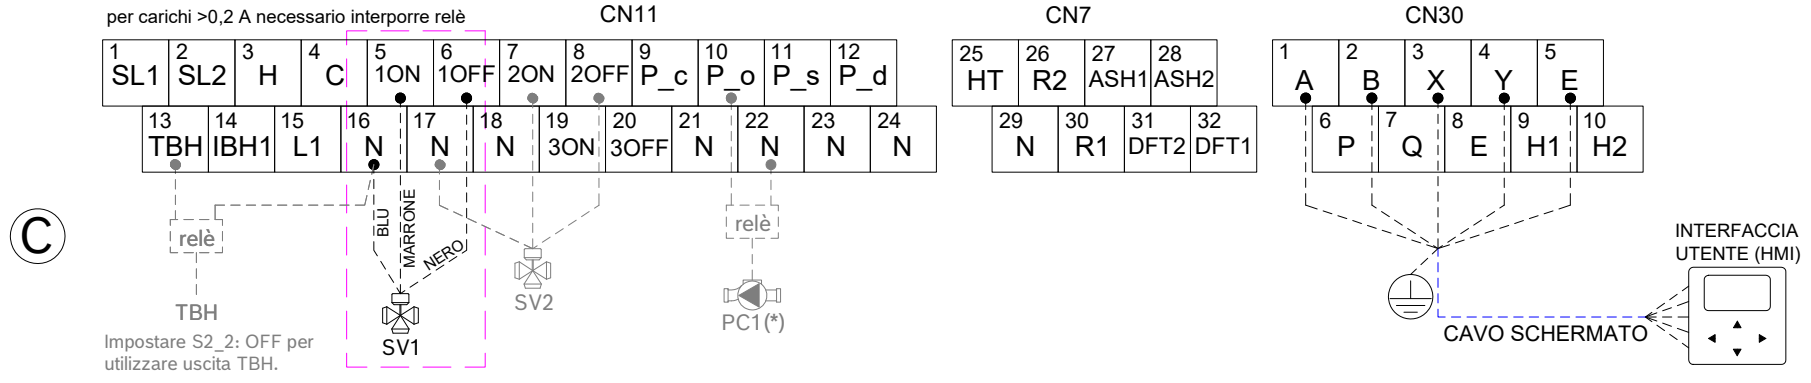 per carichi >0,2 A necessario interporre relè
CN11
CN7
CN30
1 2 3 4 5 6 7 8 9 10 11 12
SL1 SL2 H C 1ON 1OFF 2ON 2OFF P_c P_o P_s P_d
25 26 27 28
HT R2 ASH1 ASH2
1 2 3 4 5
A B X Y E
13 14 15 16 17 18 19 20 21 22 23 24
TBH IBH1 L1 N N N 3ON 3OFF N N N N
29 30 31 32
N R1 DFT2 DFT1
6 7 8 9 10
P Q E H1 H2
C
relè
BLU
MARRONE
NERO
relè
INTERFACCIA
UTENTE (HMI)
TBH
SV2
PC1(*)
CAVO SCHERMATO
Impostare S2_2: OFF per
utilizzare uscita TBH.
SV1